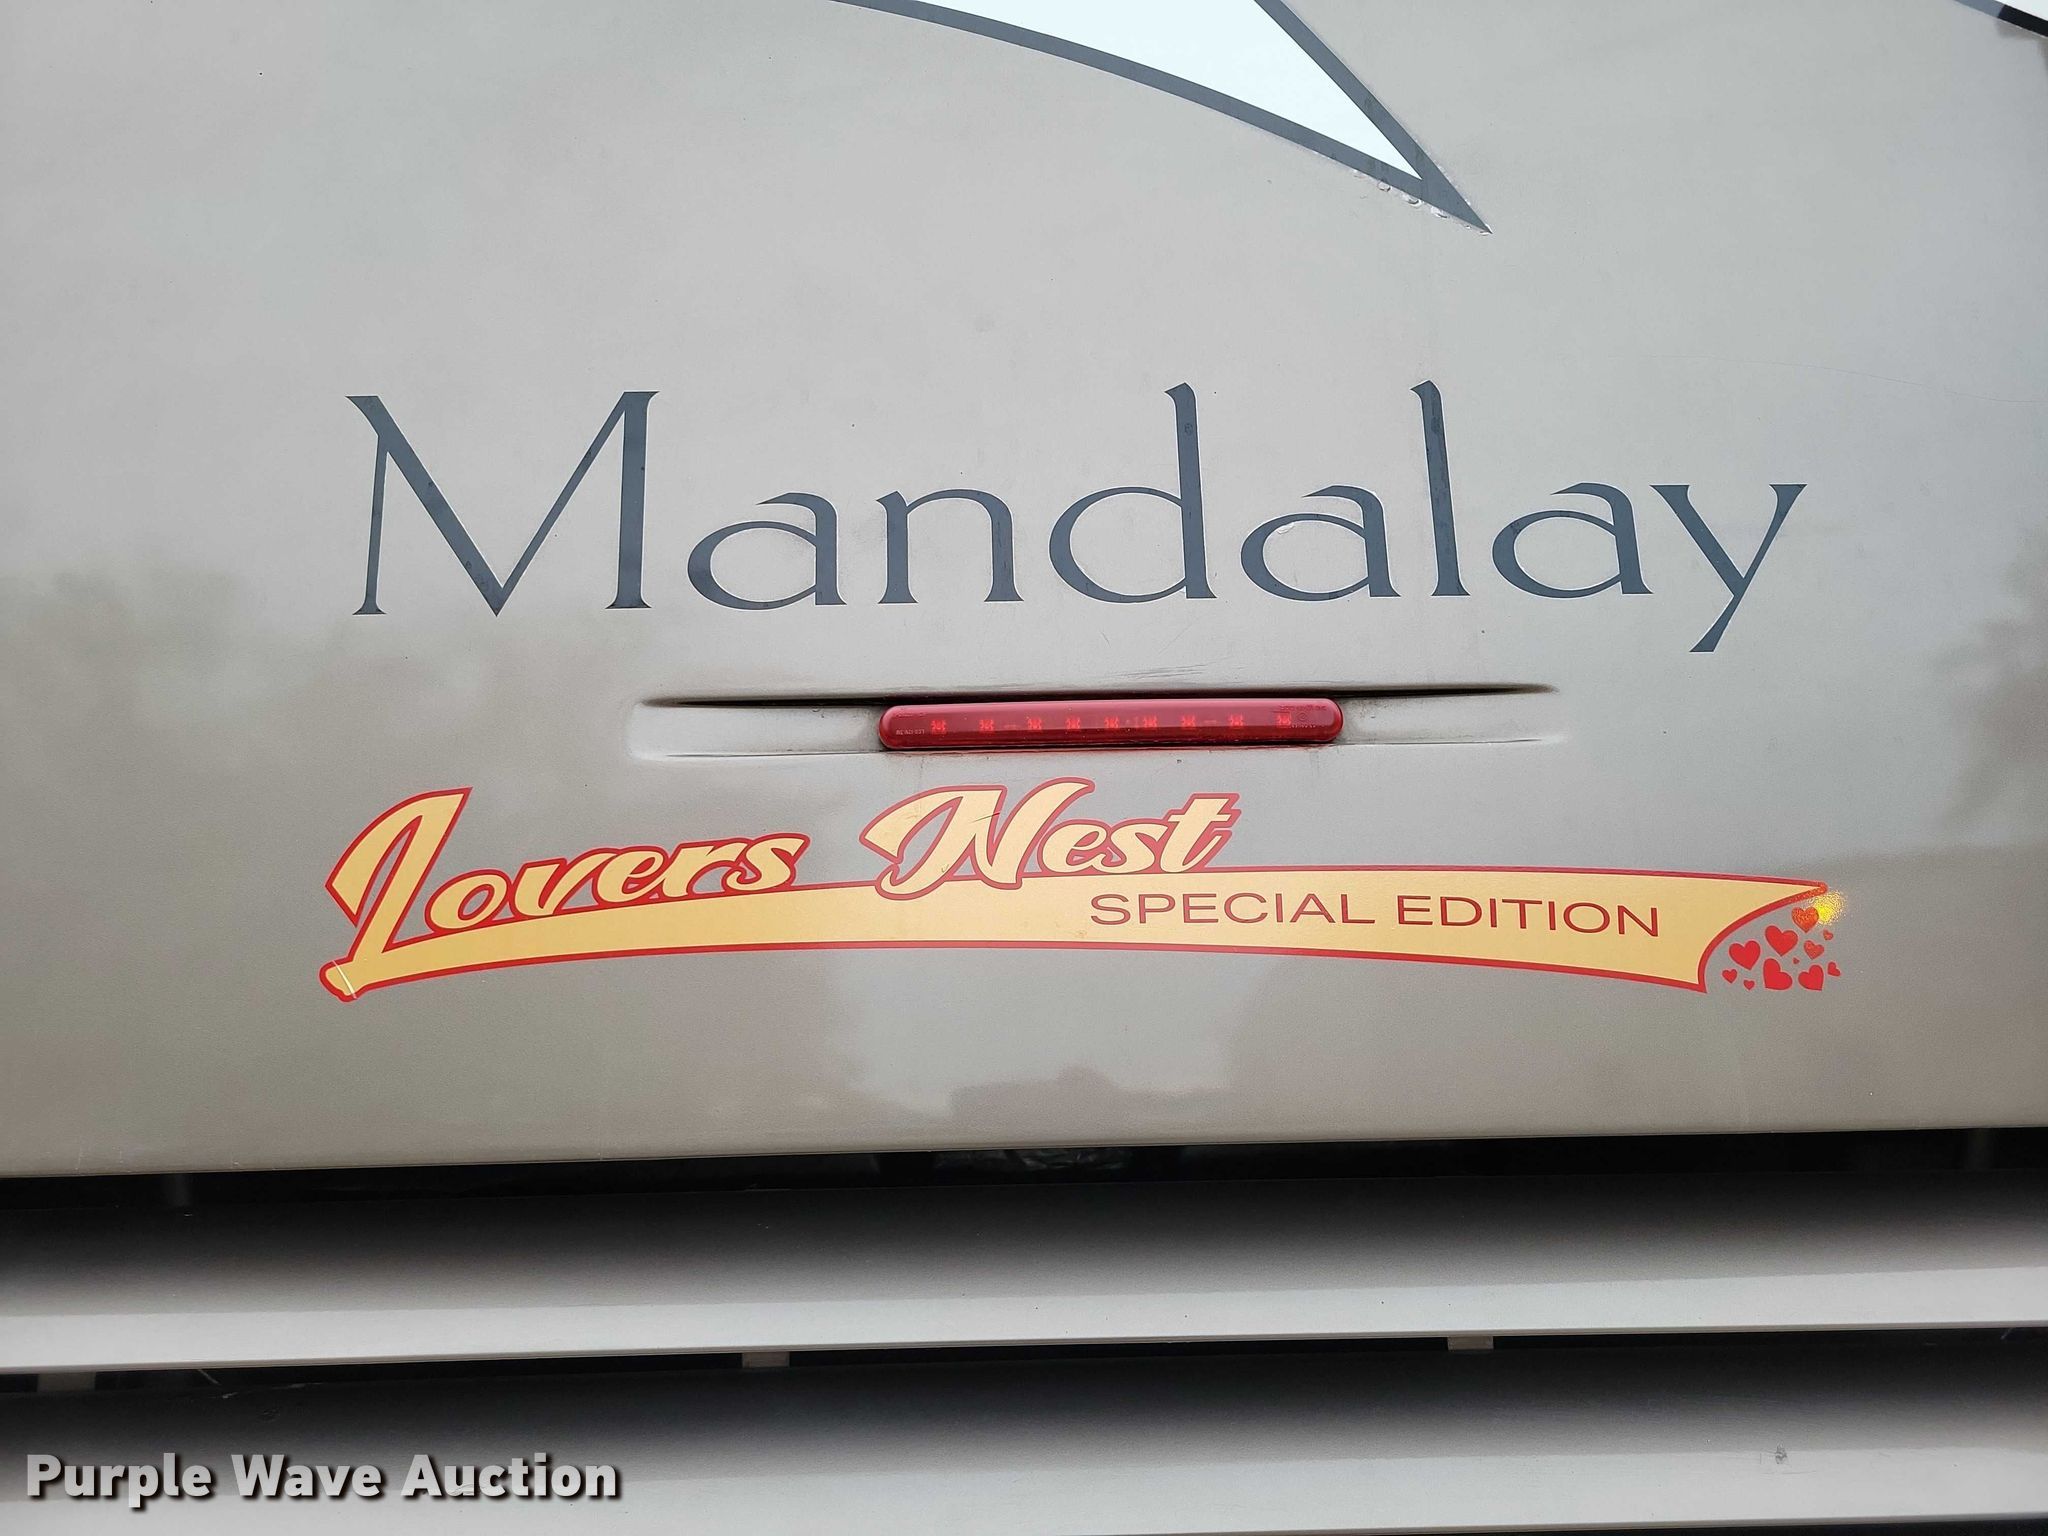 Mandalay
Lovers Nest
SPECIAL EDITION
Purple Wave Auction